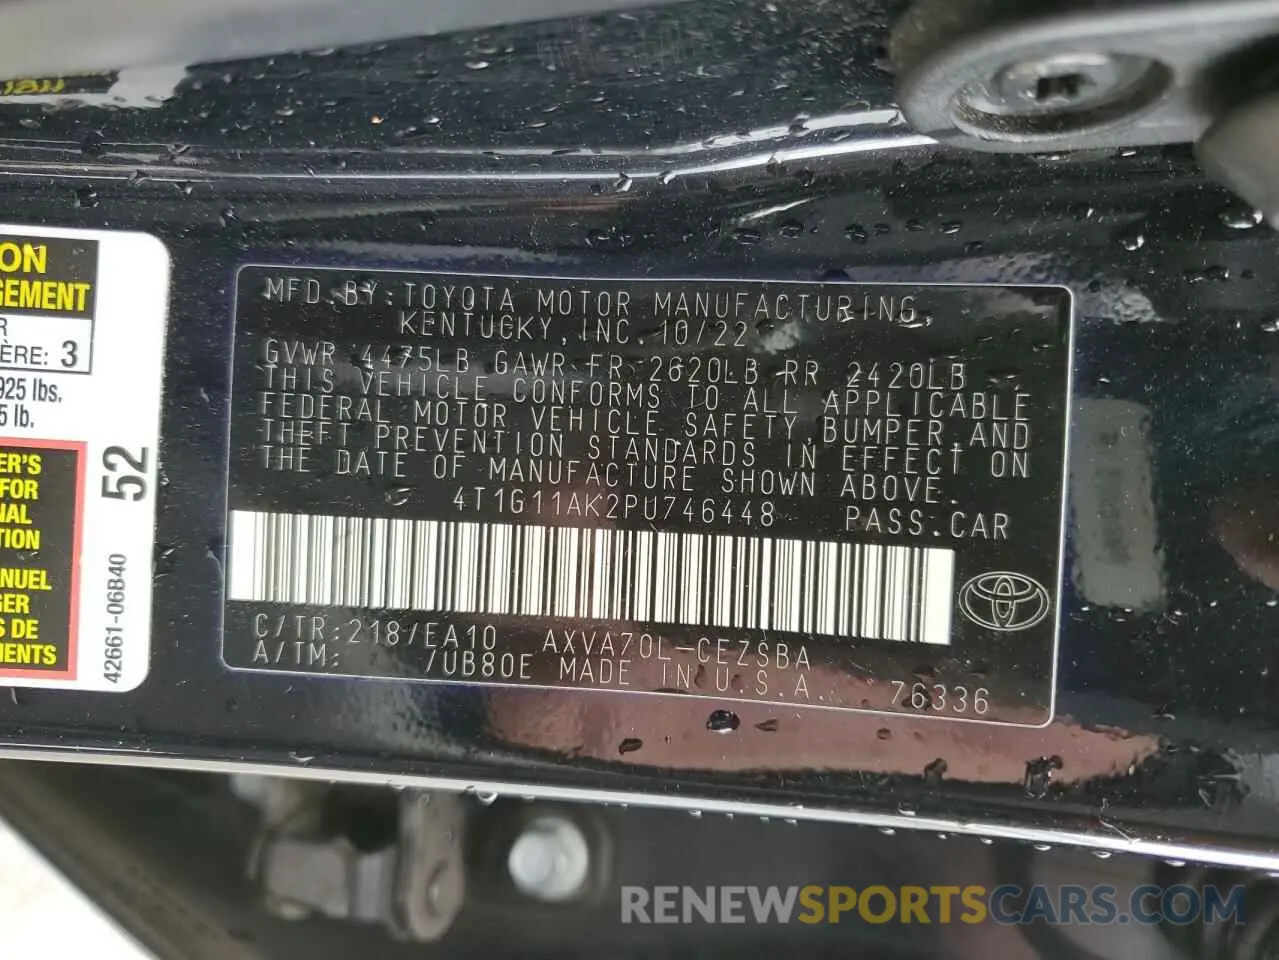 ON
GEMENT
R
ÈRE: 3
925 lbs.
5 lb.
ER'S
FOR
NAL
TION
NUEL
GER
S DE
MENTS
52
42661-06B40
MFD.BY:TOYOTA MOTOR MANUFACTURING,
KENTUCKY,INC.10/22
GVWR 4475LB GAWR FR 2620LB RR 2420LB
THIS VEHICLE CONFORMS TO ALL APPLICABLE
FEDERAL MOTOR VEHICLE SAFETY,BUMPER,AND
THEFT PREVENTION STANDARDS IN EFFECT ON
THE DATE OF MANUFACTURE SHOWN ABOVE.
4T1G11AK2PU746448 PASS.CAR
C/TR:218/EA10 AXVA70L-CEZSBA
A/TM: /UB80E MADE IN U.S.A. 76336
RENEWSPORTSCARS.COM